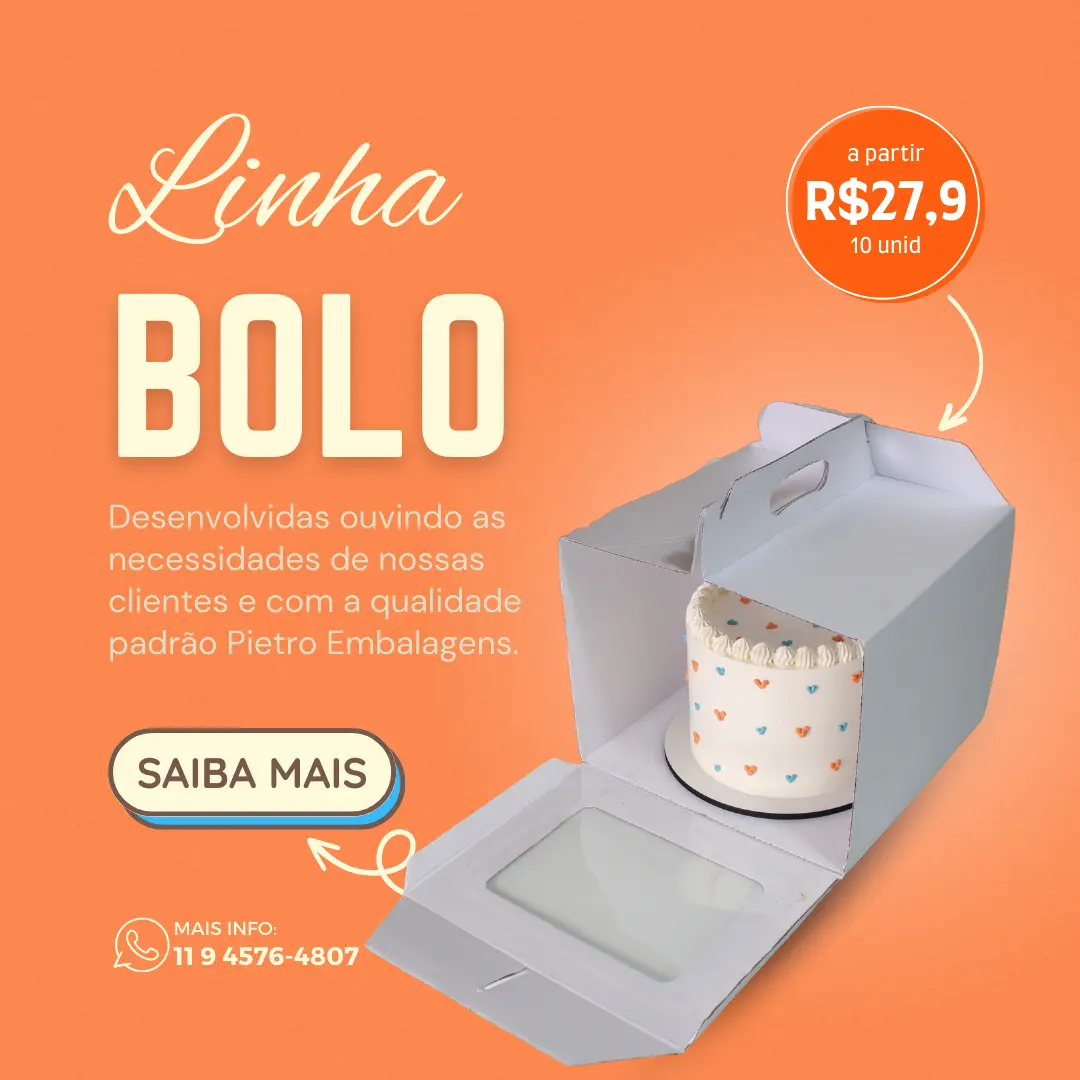 Linha
BOLO
Desenvolvidas ouvindo as
necessidades de nossas
clientes e com a qualidade
padrão Pietro Embalagens.
SAIBA MAIS
MAIS INFO:
11 9 4576-4807
a partir
R$27,9
10 unid